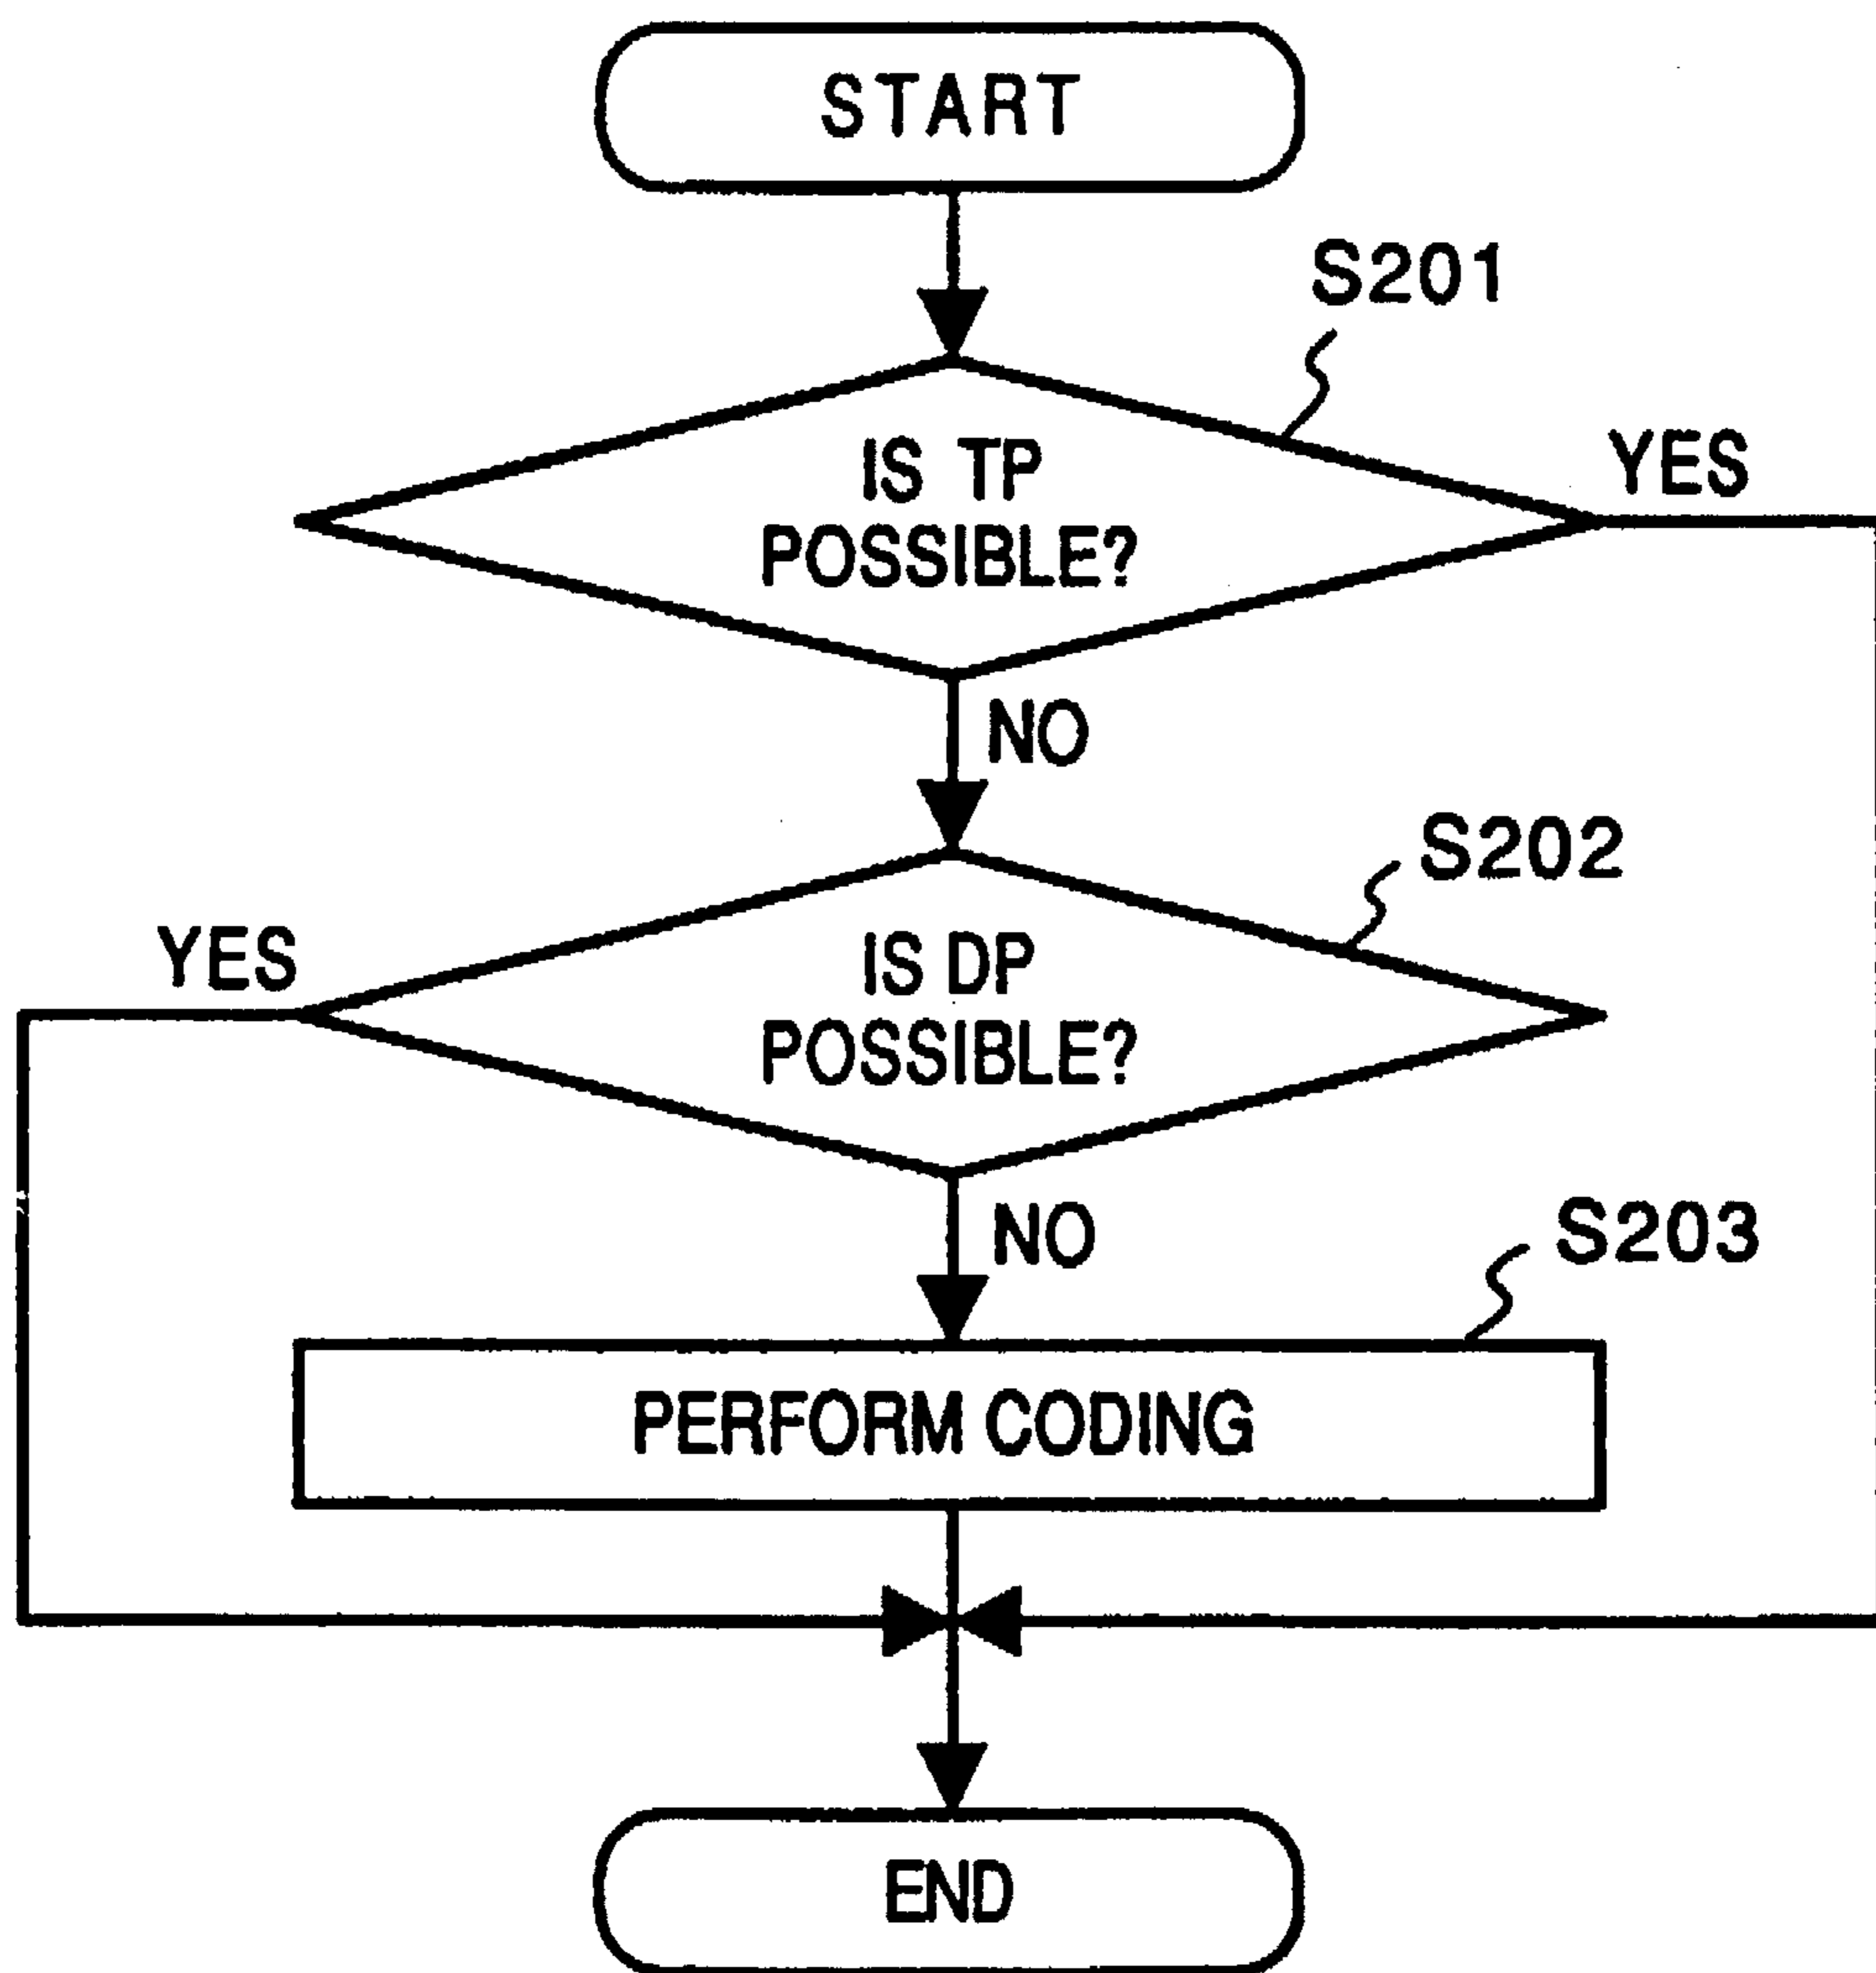 START
S201
IS TP
POSSIBLE?
YES
NO
S202
YES
IS DP
POSSIBLE?
NO
S203
PERFORM CODING
END